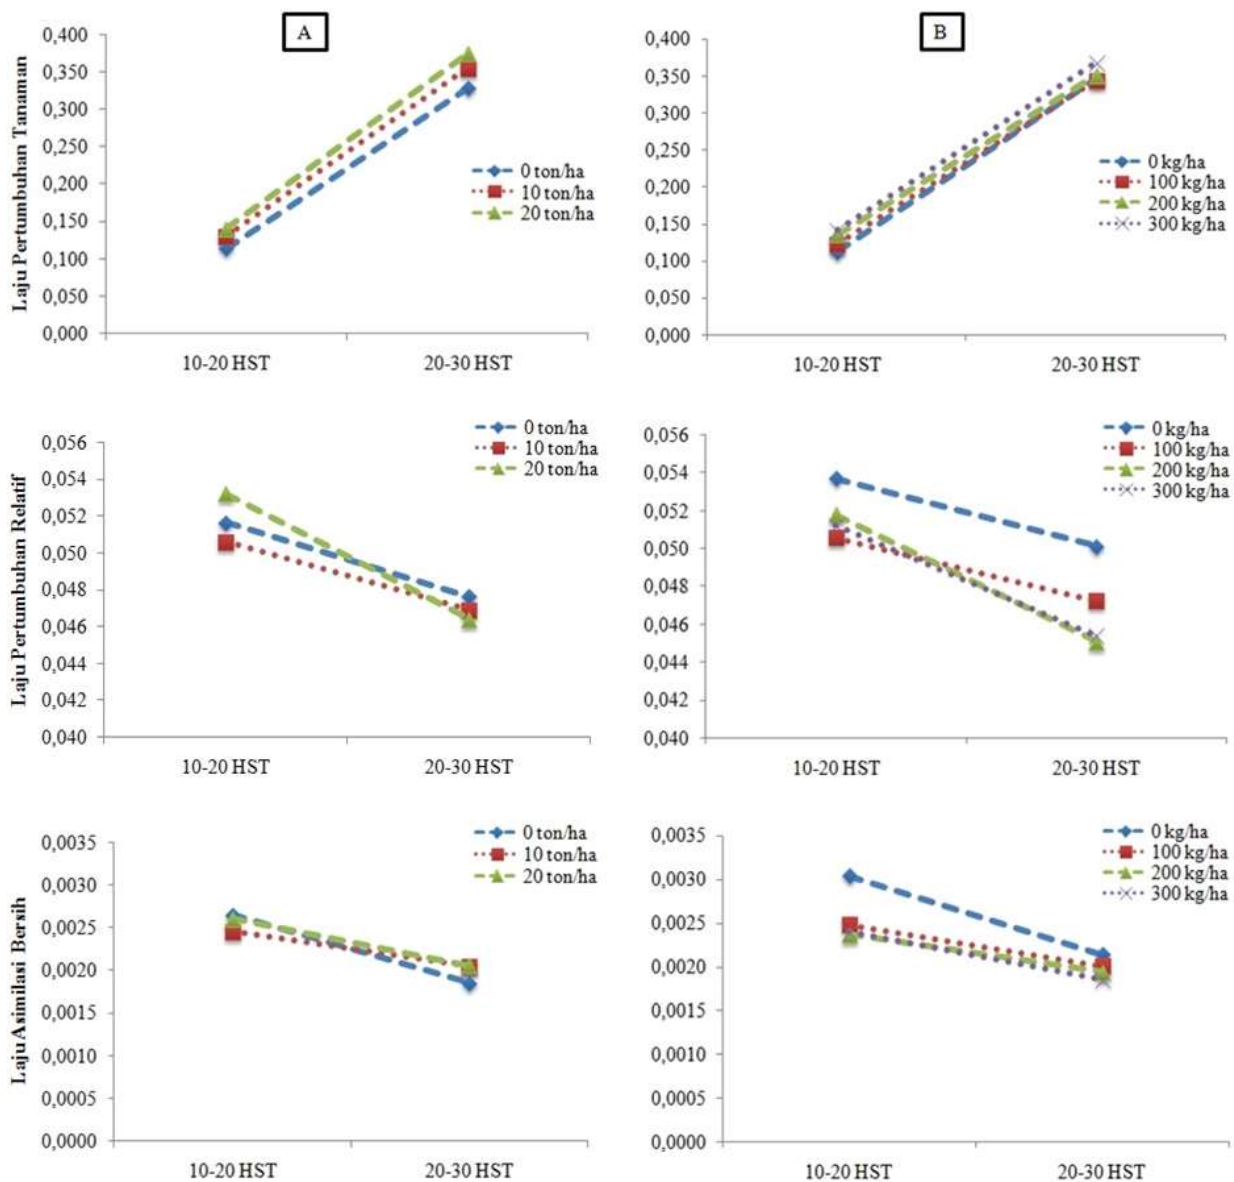 A
Laju Pertumbuhan Tanaman
0,400
0,350
0,300
0,250
0,200
0,150
0,100
0,050
0,000
0 ton/ha
10 ton/ha
20 ton/ha
10-20 HST
20-30 HST
B
0,400
0,350
0,300
0,250
0,200
0,150
0,100
0,050
0,000
0 kg/ha
100 kg/ha
200 kg/ha
300 kg/ha
10-20 HST
20-30 HST
Laju Pertumbuhan Relatif
0,056
0,054
0,052
0,050
0,048
0,046
0,044
0,042
0,040
0 ton/ha
10 ton/ha
20 ton/ha
10-20 HST
20-30 HST
0,056
0,054
0,052
0,050
0,048
0,046
0,044
0,042
0,040
0 kg/ha
100 kg/ha
200 kg/ha
300 kg/ha
10-20 HST
20-30 HST
Laju Asimilasi Bersih
0,0035
0,0030
0,0025
0,0020
0,0015
0,0010
0,0005
0,0000
0 ton/ha
10 ton/ha
20 ton/ha
10-20 HST
20-30 HST
0,0035
0,0030
0,0025
0,0020
0,0015
0,0010
0,0005
0,0000
0 kg/ha
100 kg/ha
200 kg/ha
300 kg/ha
10-20 HST
20-30 HST